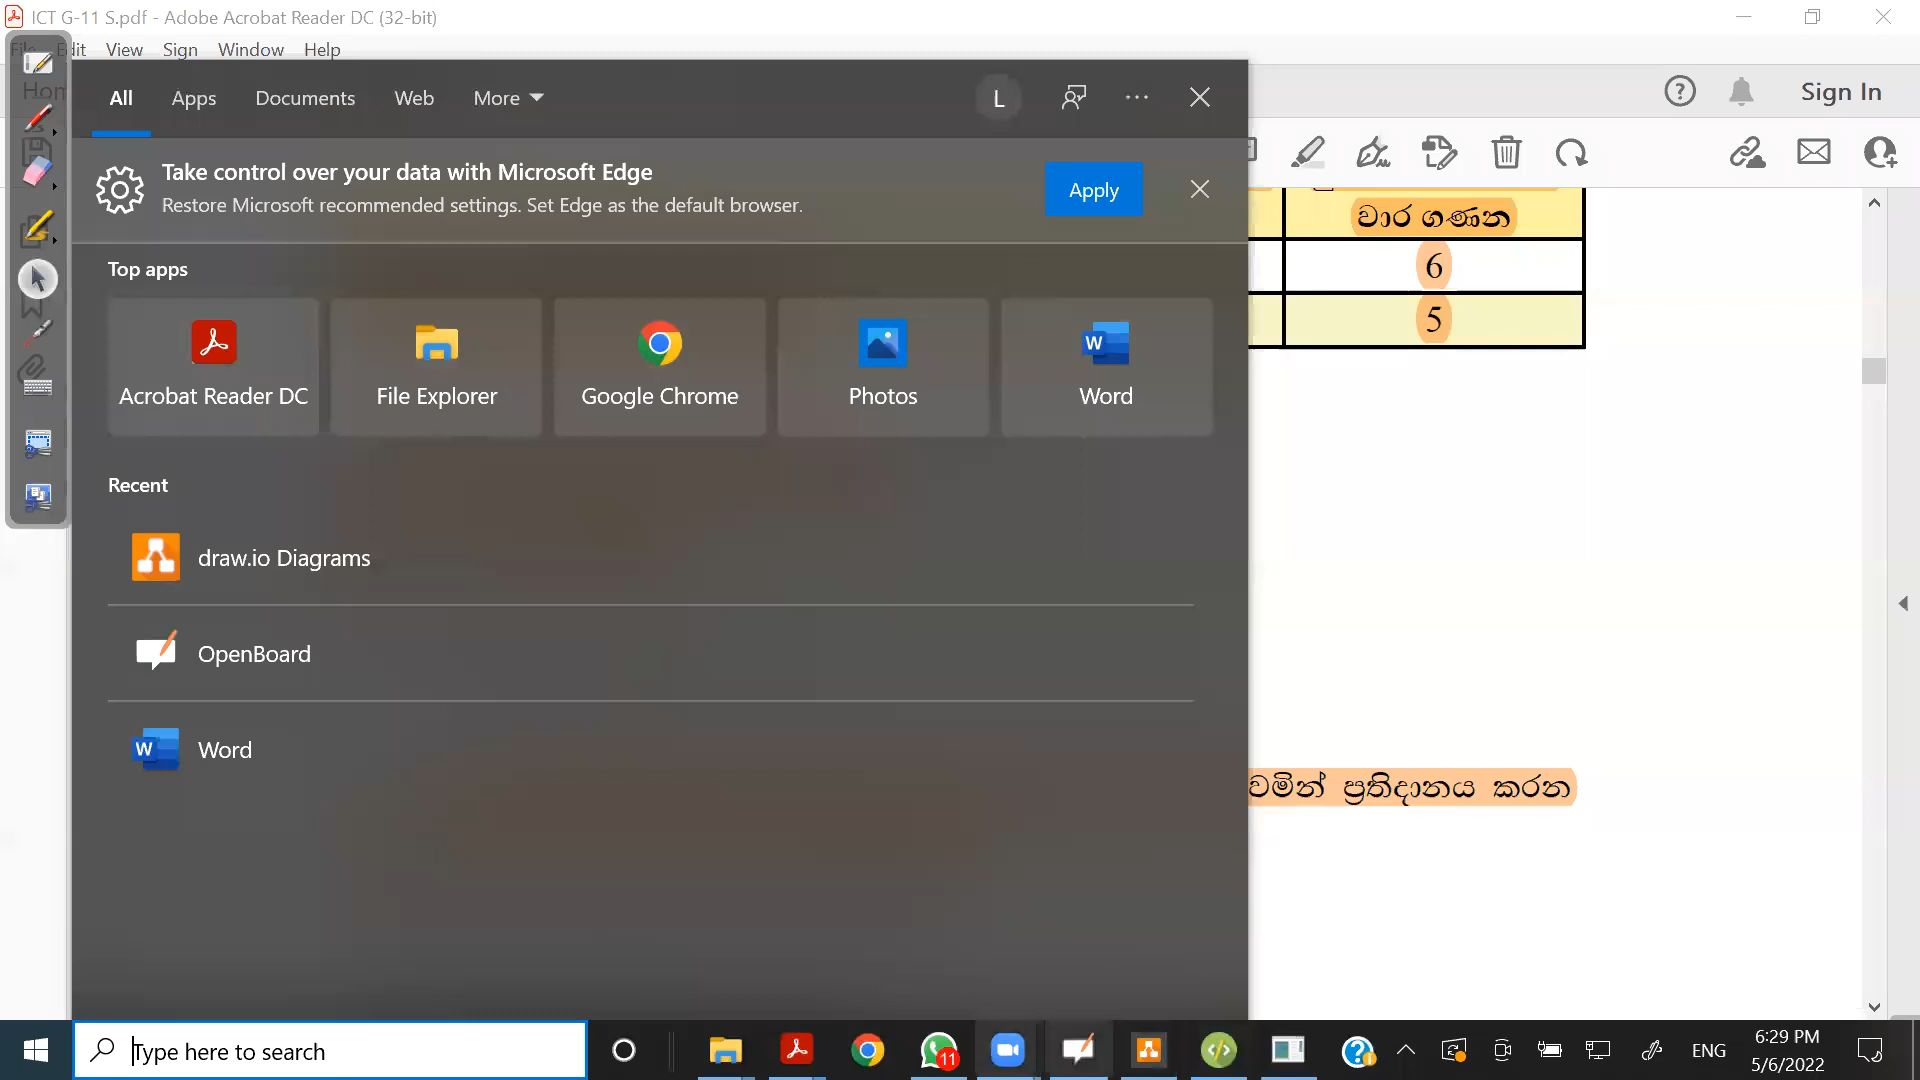 ICT G-11 S.pdf - Adobe Acrobat Reader DC (32-bit)
File Edit View Sign Window Help
Hom
Sign In
All Apps Documents Web More
L
Take control over your data with Microsoft Edge
Restore Microsoft recommended settings. Set Edge as the default browser.
Apply
වාර ගණන
6
5
Top apps
Acrobat Reader DC File Explorer Google Chrome Photos Word
Recent
draw.io Diagrams
OpenBoard
Word
වමින් ප්‍රතිදානය කරන
Type here to search
11
ENG
6:29 PM
5/6/2022